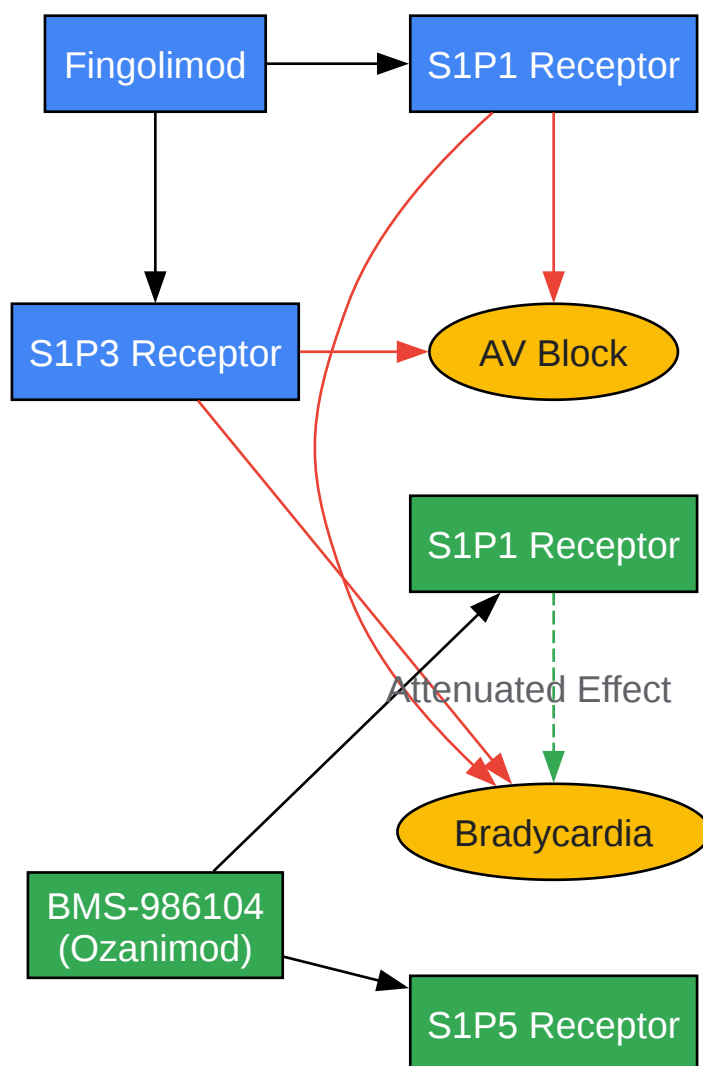 Fingolimod
S1P1 Receptor
S1P3 Receptor
AV Block
S1P1 Receptor
Attenuated Effect
Bradycardia
BMS-986104
(Ozanimod)
S1P5 Receptor